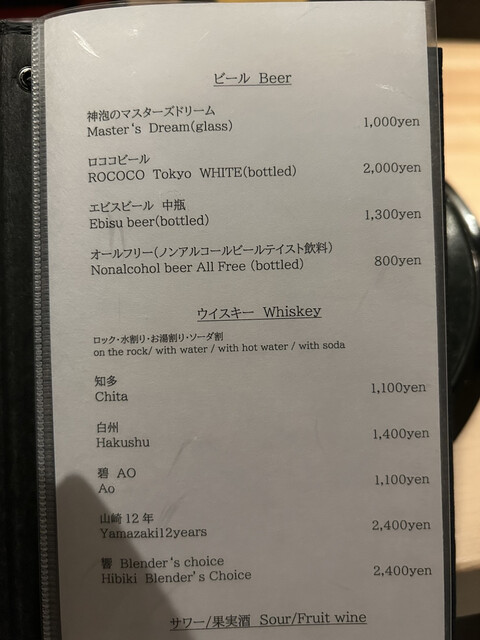 ビール Beer
神泡のマスターズドリーム
Master‘s Dream(glass) 1,000yen
ロココビール
ROCOCO Tokyo WHITE(bottled) 2,000yen
エビスビール 中瓶
Ebisu beer(bottled) 1,300yen
オールフリー(ノンアルコールビールテイスト飲料)
Nonalchol beer All Free (bottled) 800yen
ウイスキー Whiskey
ロック・水割り・お湯割り・ソーダ割
on the rock/ with water / with hot water / with soda
知多
Chita 1,100yen
白州
Hakushu 1,400yen
碧 AO
Ao 1,100yen
山崎12年
Yamazaki12years 2,400yen
響 Blender’s choice
Hibiki Blender’s Choice 2,400yen
サワー/果実酒 Sour/Fruit wine